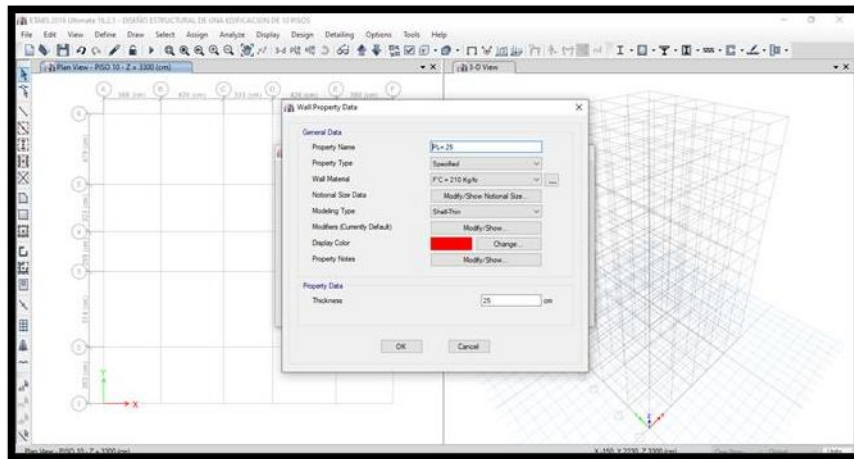 ETABS 2016 Ultimate 16.2.1 - DISEÑO ESTRUCTURAL DE UNA EDIFICACION DE 10 PISOS
File Edit View Define Draw Select Assign Analyze Display Design Detailing Options Tools Help
Plan View - PISO 10 - Z = 3300 (cm)
3-D View
A B C D E F
Wall Property Data
General Data
Property Name PL= 25
Property Type Specified
Wall Material F'C = 210 Kg/
Notional Size Data Modify/Show Notional Size...
Modeling Type Shell-Thin
Modifiers (Currently Default) Modify/Show...
Display Color Change...
Property Notes Modify/Show...
Property Data
Thickness 25 cm
OK Cancel
Y
X
Plan View - PISO 10 - Z = 3300 (cm)
Units...